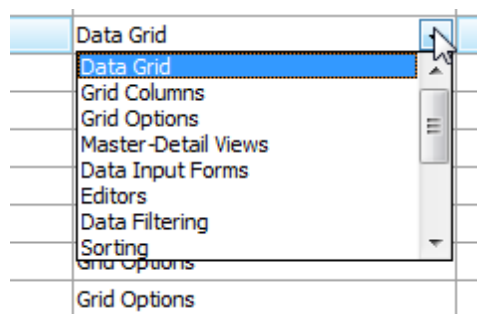 Data Grid
Data Grid
Grid Columns
Grid Options
Master-Detail Views
Data Input Forms
Editors
Data Filtering
Sorting
Grid Options
Grid Options